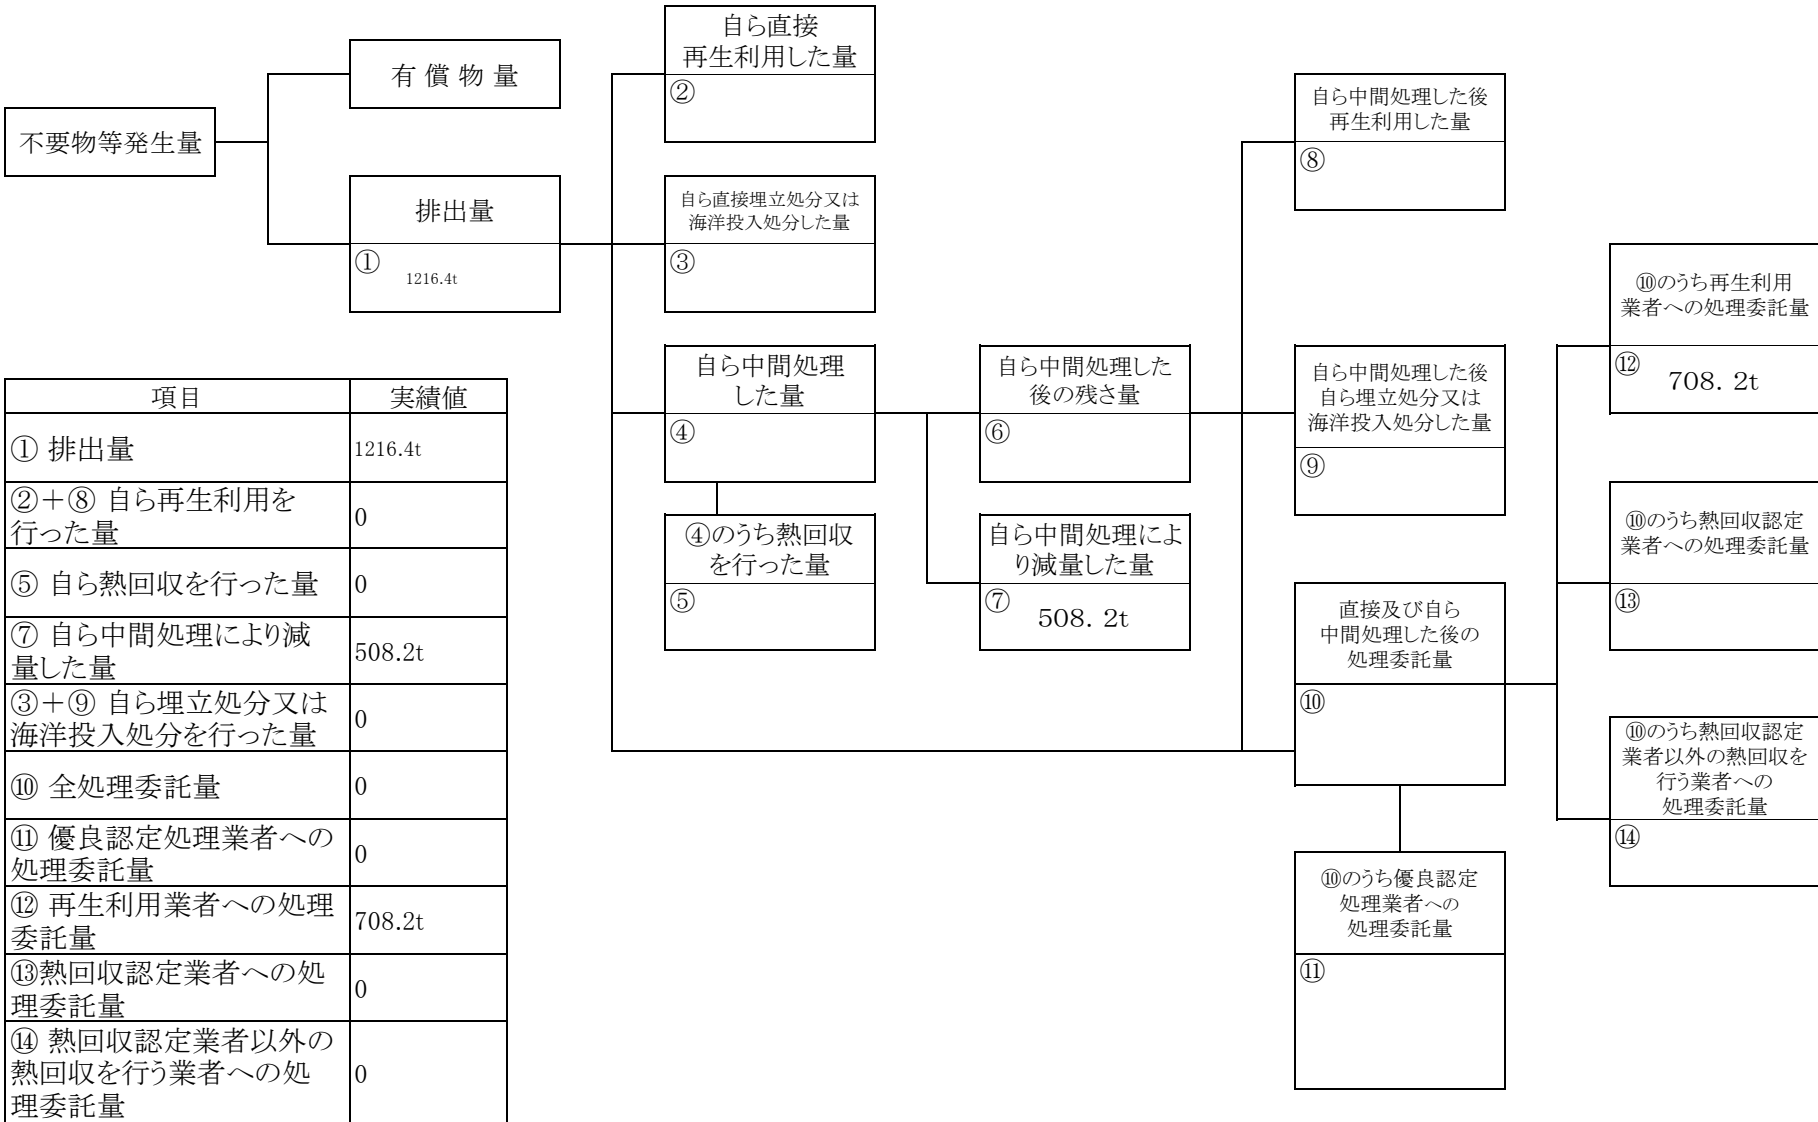 不要物等発生量
有 償 物 量
排出量
①
1216.4t
自ら直接
再生利用した量
②
自ら直接埋立処分又は
海洋投入処分した量
③
自ら中間処理
した量
④
④のうち熱回収
を行った量
⑤
自ら中間処理した
後の残さ量
⑥
自ら中間処理によ
り減量した量
⑦
508. 2t
自ら中間処理した後
再生利用した量
⑧
自ら中間処理した後
自ら埋立処分又は
海洋投入処分した量
⑨
直接及び自ら
中間処理した後の
処理委託量
⑩
⑩のうち優良認定
処理業者への
処理委託量
⑪
⑩のうち再生利用
業者への処理委託量
⑫
708. 2t
⑩のうち熱回収認定
業者への処理委託量
⑬
⑩のうち熱回収認定
業者以外の熱回収を
行う業者への
処理委託量
⑭
項目 実績値
① 排出量 1216.4t
②＋⑧ 自ら再生利用を
行った量 0
⑤ 自ら熱回収を行った量 0
⑦ 自ら中間処理により減
量した量 508.2t
③＋⑨ 自ら埋立処分又は
海洋投入処分を行った量 0
⑩ 全処理委託量 0
⑪ 優良認定処理業者への
処理委託量 0
⑫ 再生利用業者への処理
委託量 708.2t
⑬熱回収認定業者への処
理委託量 0
⑭ 熱回収認定業者以外の
熱回収を行う業者への処
理委託量 0